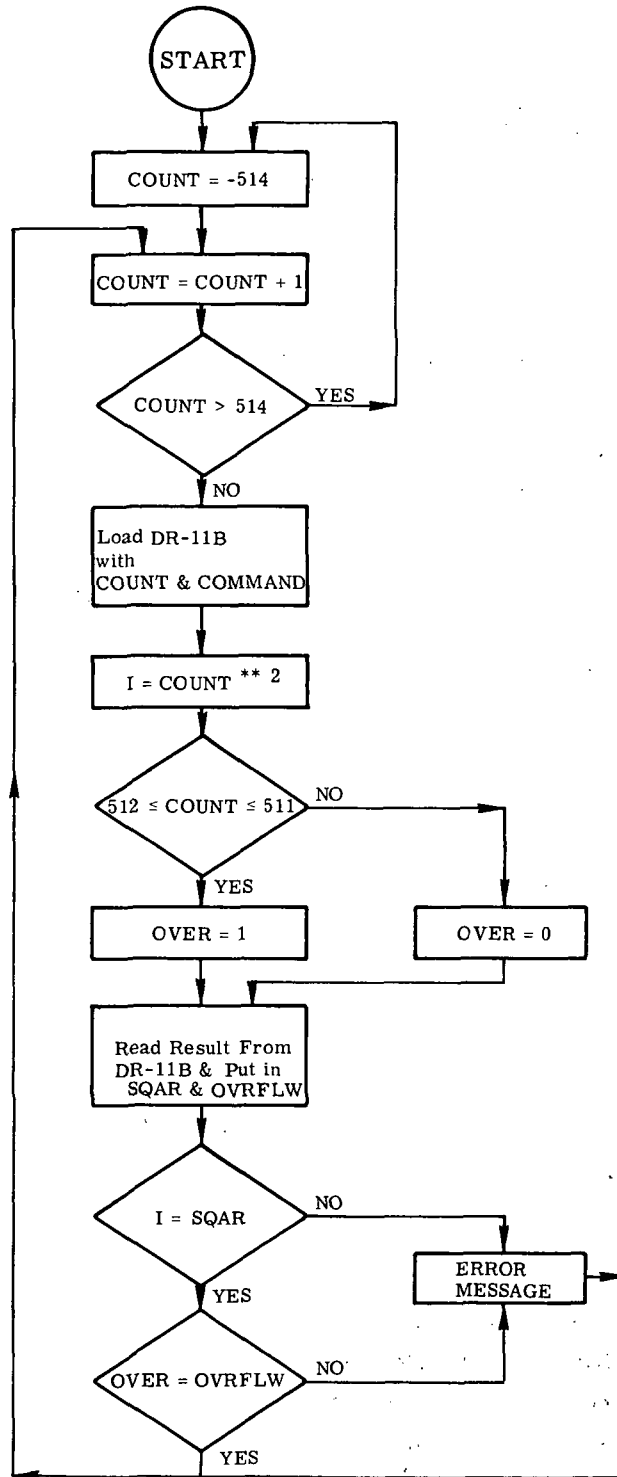 START
COUNT = -514
COUNT = COUNT + 1
COUNT > 514
YES
NO
Load DR-11B
with
COUNT & COMMAND
I = COUNT ** 2
512 ≤ COUNT ≤ 511
NO
YES
OVER = 1
OVER = 0
Read Result From
DR-11B & Put in
SQAR & OVRFLW
I = SQAR
NO
ERROR
MESSAGE
YES
OVER = OVRFLW
NO
YES